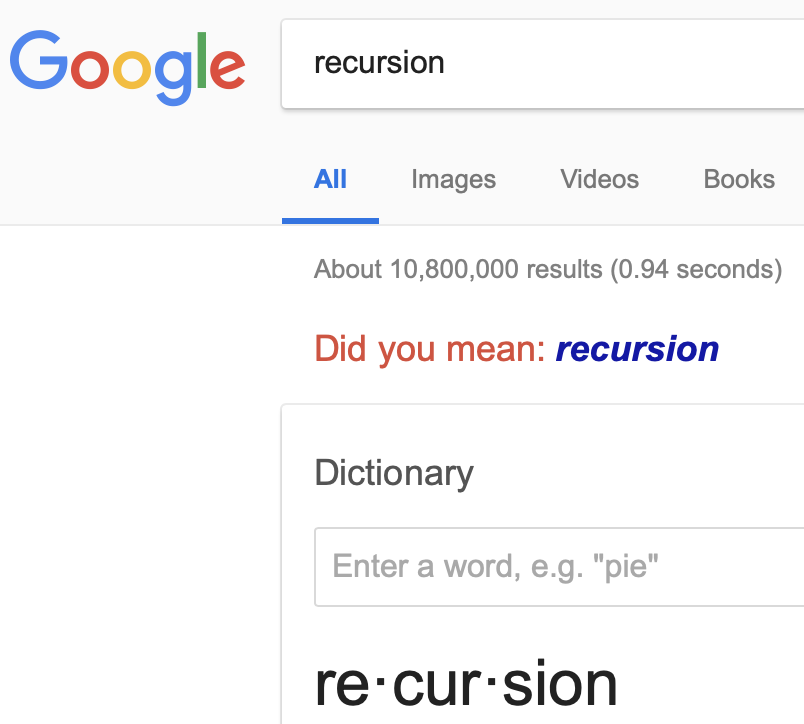 Google
recursion
All Images Videos Books
About 10,800,000 results (0.94 seconds)
Did you mean: recursion
Dictionary
Enter a word, e.g. "pie"
re·cur·sion